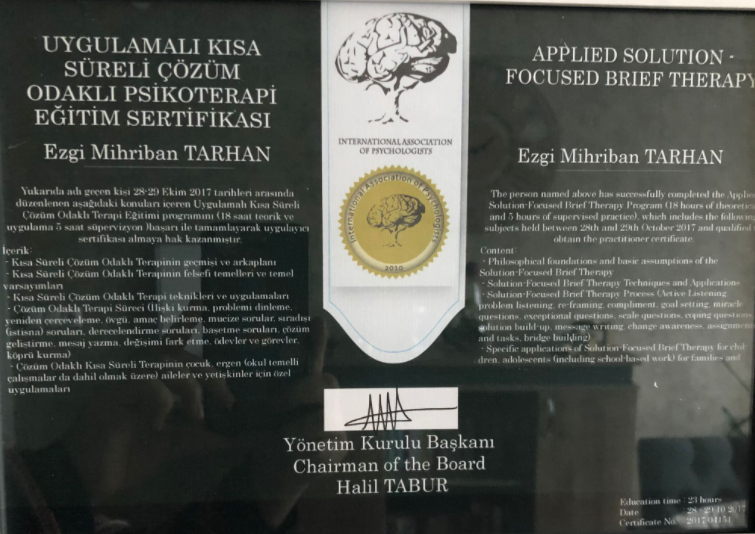 UYGULAMALI KISA
SÜRELİ ÇÖZÜM
ODAKLI PSİKOTERAPİ
EĞİTİM SERTİFİKASI
Ezgi Mihriban TARHAN
Yukarıda adı geçen kişi 28-29 Ekim 2017 tarihleri arasında
düzenlenen aşağıdaki konuları içeren Uygulamalı Kısa Süreli
Çözüm Odaklı Terapi Eğitimi programını (18 saat teorik ve
uygulama 5 saat süpervizyon )başarı ile tamamlayarak uygulayıcı
sertifikası almaya hak kazanmıştır.
İçerik:
- Kısa Süreli Çözüm Odaklı Terapinin geçmişi ve arkaplanı
- Kısa Süreli Çözüm Odaklı Terapinin felsefi temelleri ve temel
varsayımları
- Kısa Süreli Çözüm Odaklı Terapi teknikleri ve uygulamaları
- Çözüm Odaklı Terapi Süreci (İlişki kurma, problemi dinleme,
yeniden çerçeveleme, övgü, amaç belirleme, mucize sorular, sıradışı
(istisna) soruları, derecelendirme soruları, başetme soruları, çözüm
geliştirme, mesaj yazma, değişimi fark etme, ödevler ve görevler,
köprü kurma)
- Çözüm Odaklı Kısa Süreli Terapinin çocuk, ergen (okul temelli
çalışmalar da dahil olmak üzere) aileler ve yetişkinler için özel
uygulamaları
INTERNATIONAL ASSOCIATION
OF PSYCHOLOGISTS
International Association of Psychologists
2010
APPLIED SOLUTION -
FOCUSED BRIEF THERAPY
Ezgi Mihriban TARHAN
The person named above has successfully completed the
Solution-Focused Brief Therapy Program (18 hours of
and 5 hours of supervised practice), which includes the
subjects held between 28th and 29th October 2017 and qualified
obtain the practitioner certificate.
Content:
- Philosophical foundations and basic assumptions of the
Solution-Focused Brief Therapy
- Solution-Focused Brief Therapy Techniques and Applications
- Solution-Focused Brief Therapy Process (Active Listening
problem listening, re-framing, compliment, goal setting, miracle
questions, exceptional questions, scale questions, coping questions
solution build-up, message writing, change awareness,
and tasks, bridge building)
- Specific applications of Solution-Focused Brief Therapy for chil-
dren, adolescents (including school-based work) for families and
Yönetim Kurulu Başkanı
Chairman of the Board
Halil TABUR
Education time : 23 hours
Date : 28 - 29.10.2017
Certificate No. :